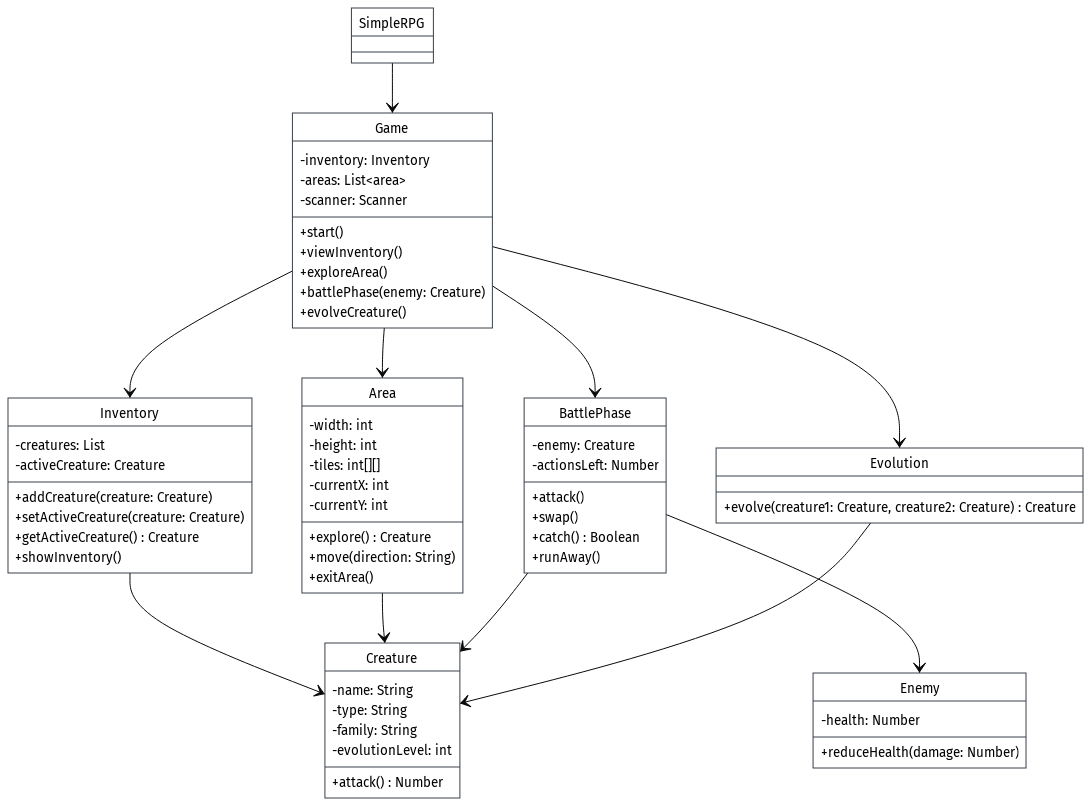 SimpleRPG
Game
-inventory: Inventory
-areas: List<area>
-scanner: Scanner
+start()
+viewInventory()
+exploreArea()
+battlePhase(enemy: Creature)
+evolveCreature()
Inventory
-creatures: List
-activeCreature: Creature
+addCreature(creature: Creature)
+setActiveCreature(creature: Creature)
+getActiveCreature() : Creature
+showInventory()
Area
-width: int
-height: int
-tiles: int[][]
-currentX: int
-currentY: int
+explore() : Creature
+move(direction: String)
+exitArea()
BattlePhase
-enemy: Creature
-actionsLeft: Number
+attack()
+swap()
+catch() : Boolean
+runAway()
Evolution
+evolve(creature1: Creature, creature2: Creature) : Creature
Creature
-name: String
-type: String
-family: String
-evolutionLevel: int
+attack() : Number
Enemy
-health: Number
+reduceHealth(damage: Number)